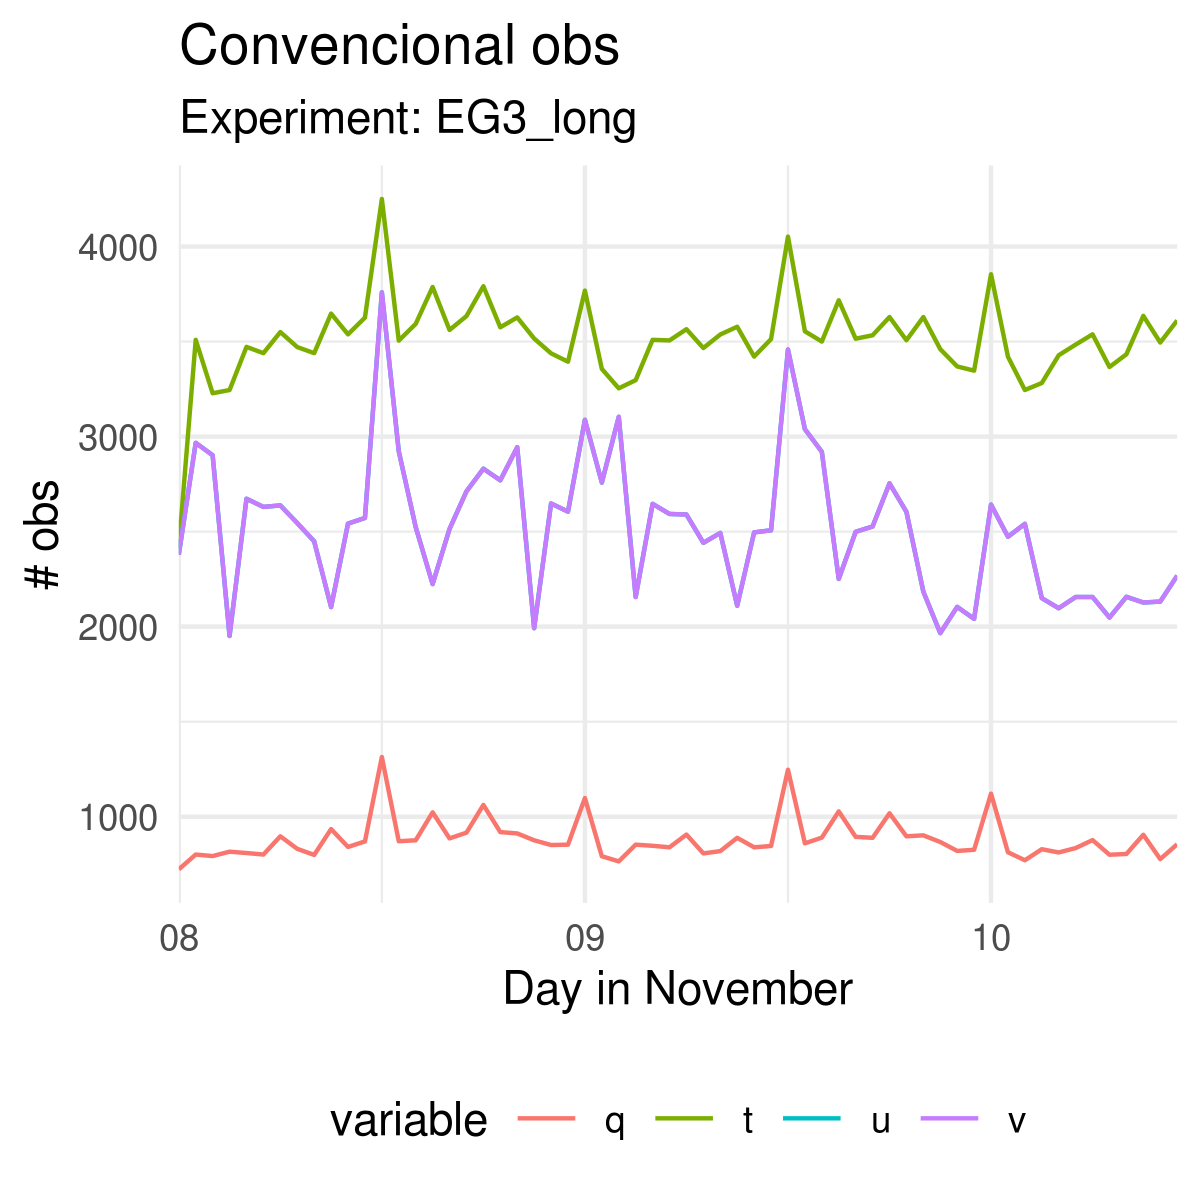 Convencional obs
Experiment: EG3_long
4000
3000
2000
1000
# obs
08 09 10
Day in November
variable q t u v